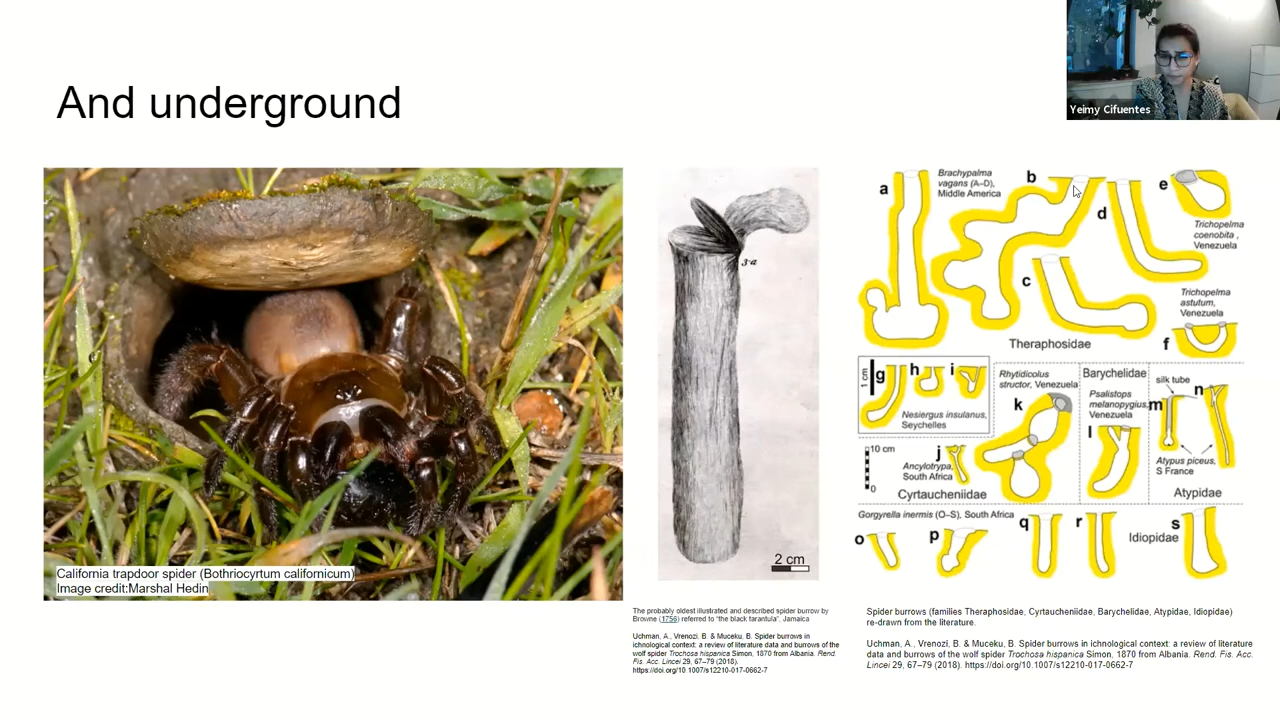 Yeimy Cifuentes
And underground
California trapdoor spider (Bothriocyrtum californicum)
Image credit:Marshal Hedin
3-a
2 cm
The probably oldest illustrated and described spider burrow by
Browne (1756) referred to “the black tarantula”. Jamaica
Uchman, A., Vrenozi, B. & Muceku, B. Spider burrows in
ichnological context: a review of literature data and burrows of the
wolf spider Trochosa hispanica Simon, 1870 from Albania. Rend.
Fis. Acc. Lincei 29, 67–79 (2018).
https://doi.org/10.1007/s12210-017-0662-7
a
Brachypalma
vagans (A–D),
Middle America
b
c
d
e
Trichopelma
coenobita ,
Venezuela
Trichopelma
astutum,
Venezuela
f
Theraphosidae
1 cm
g
h
i
Nesiergus insulanus,
Seychelles
Rhytidicolus
structor, Venezuela
k
Barychelidae
Psalistops
melanopygius,
Venezuela
l
silk tube
m
n
Atypus piceus,
S France
Atypidae
10 cm
0
j
Ancylotrypa,
South Africa
Cyrtaucheniidae
Gorgyrella inermis (O–S), South Africa
o
p
q
r
Idiopidae
s
Spider burrows (families Theraphosidae, Cyrtaucheniidae, Barychelidae, Atypidae, Idiopidae)
re-drawn from the literature.
Uchman, A., Vrenozi, B. & Muceku, B. Spider burrows in ichnological context: a review of literature
data and burrows of the wolf spider Trochosa hispanica Simon, 1870 from Albania. Rend. Fis. Acc.
Lincei 29, 67–79 (2018). https://doi.org/10.1007/s12210-017-0662-7